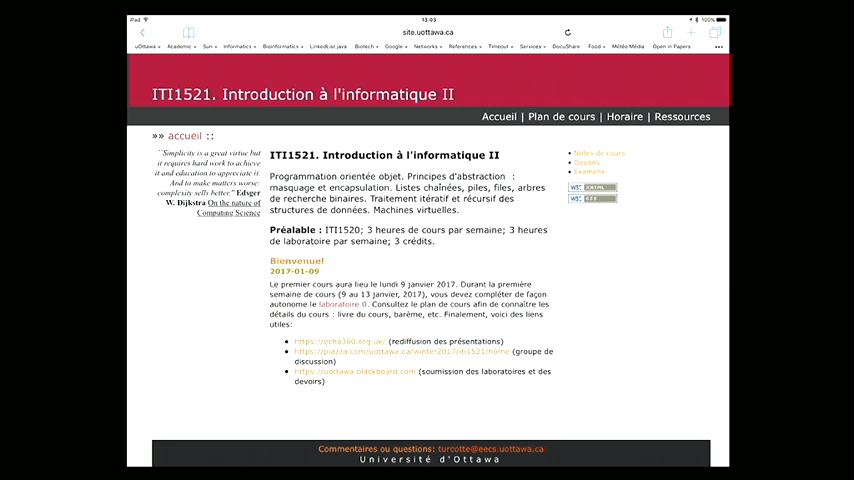 iPad
13:03
100%
site.uottawa.ca
uOttawa Academic Sun Informatics Bioinformatics LinkedList java Biotech Google Networks References Timeout Services DocuShare Food Météo Média Open in Papers
ITI1521. Introduction à l'informatique II
Accueil | Plan de cours | Horaire | Ressources
»» accueil ::
``Simplicity is a great virtue but
it requires hard work to achieve
it and education to appreciate it.
And to make matters worse:
complexity sells better.'' Edsger
W. Dijkstra On the nature of
Computing Science
ITI1521. Introduction à l'informatique II
Programmation orientée objet. Principes d'abstraction :
masquage et encapsulation. Listes chaînées, piles, files, arbres
de recherche binaires. Traitement itératif et récursif des
structures de données. Machines virtuelles.
Préalable : ITI1520; 3 heures de cours par semaine; 3 heures
de laboratoire par semaine; 3 crédits.
Bienvenue!
2017-01-09
Le premier cours aura lieu le lundi 9 janvier 2017. Durant la première
semaine de cours (9 au 13 janvier, 2017), vous devez compléter de façon
autonome le laboratoire 0. Consultez le plan de cours afin de connaître les
détails du cours : livre du cours, barème, etc. Finalement, voici des liens
utiles:
• https://echo360.org.uk/ (rediffusion des présentations)
• https://piazza.com/uottawa.ca/winter2017/iti1521/home (groupe de
discussion)
• https://uottawa.blackboard.com (soumission des laboratoires et des
devoirs)
• Notes de cours
• Devoirs
• Examens
W3C XHTML
W3C CSS
Commentaires ou questions: turcotte@eecs.uottawa.ca
Université d'Ottawa